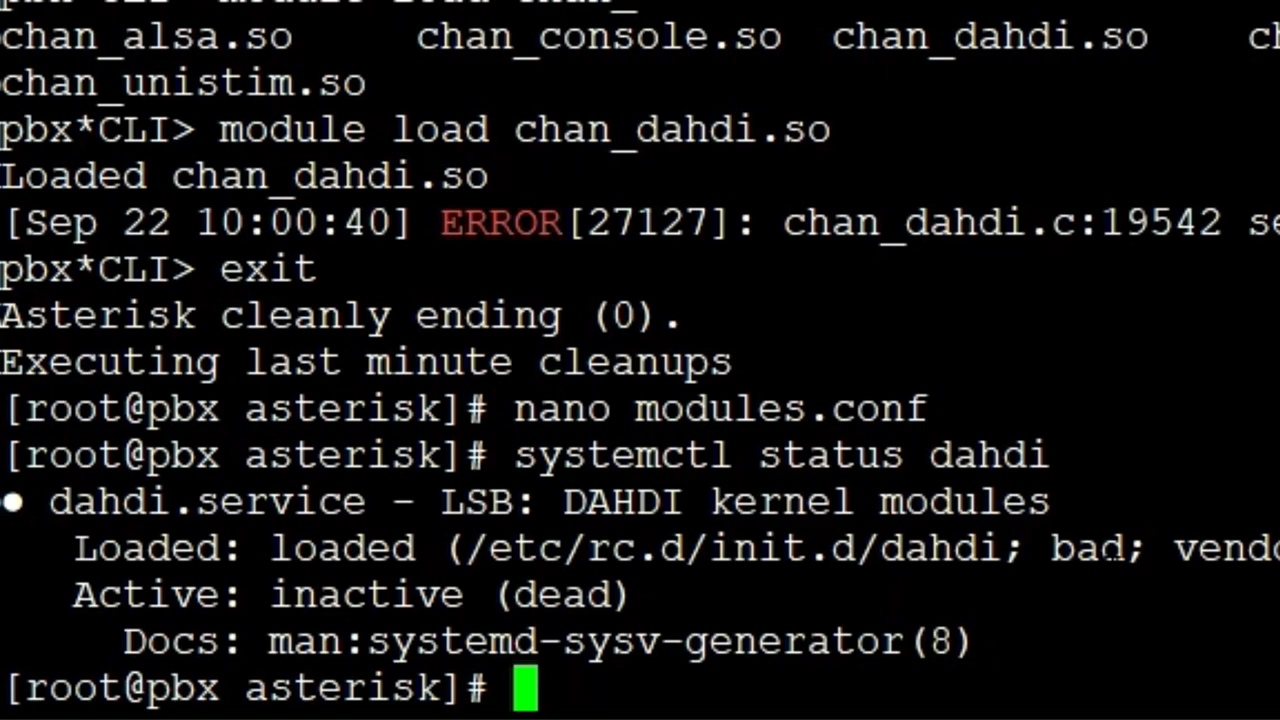 chan_alsa.so chan_console.so chan_dahdi.so
chan_unistim.so
pbx*CLI> module load chan_dahdi.so
Loaded chan_dahdi.so
[Sep 22 10:00:40] ERROR[27127]: chan_dahdi.c:19542
pbx*CLI> exit
Asterisk cleanly ending (0).
Executing last minute cleanups
[root@pbx asterisk]# nano modules.conf
[root@pbx asterisk]# systemctl status dahdi
● dahdi.service - LSB: DAHDI kernel modules
Loaded: loaded (/etc/rc.d/init.d/dahdi; bad;
Active: inactive (dead)
Docs: man:systemd-sysv-generator(8)
[root@pbx asterisk]#